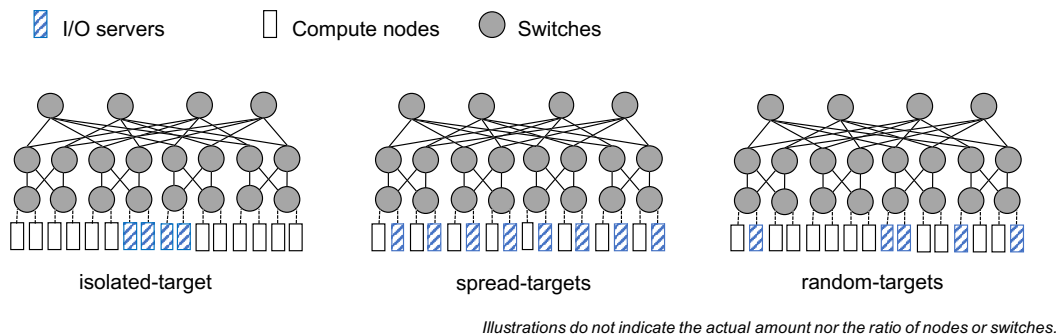 I/O servers Compute nodes Switches
isolated-target spread-targets random-targets
Illustrations do not indicate the actual amount nor the ratio of nodes or switches.